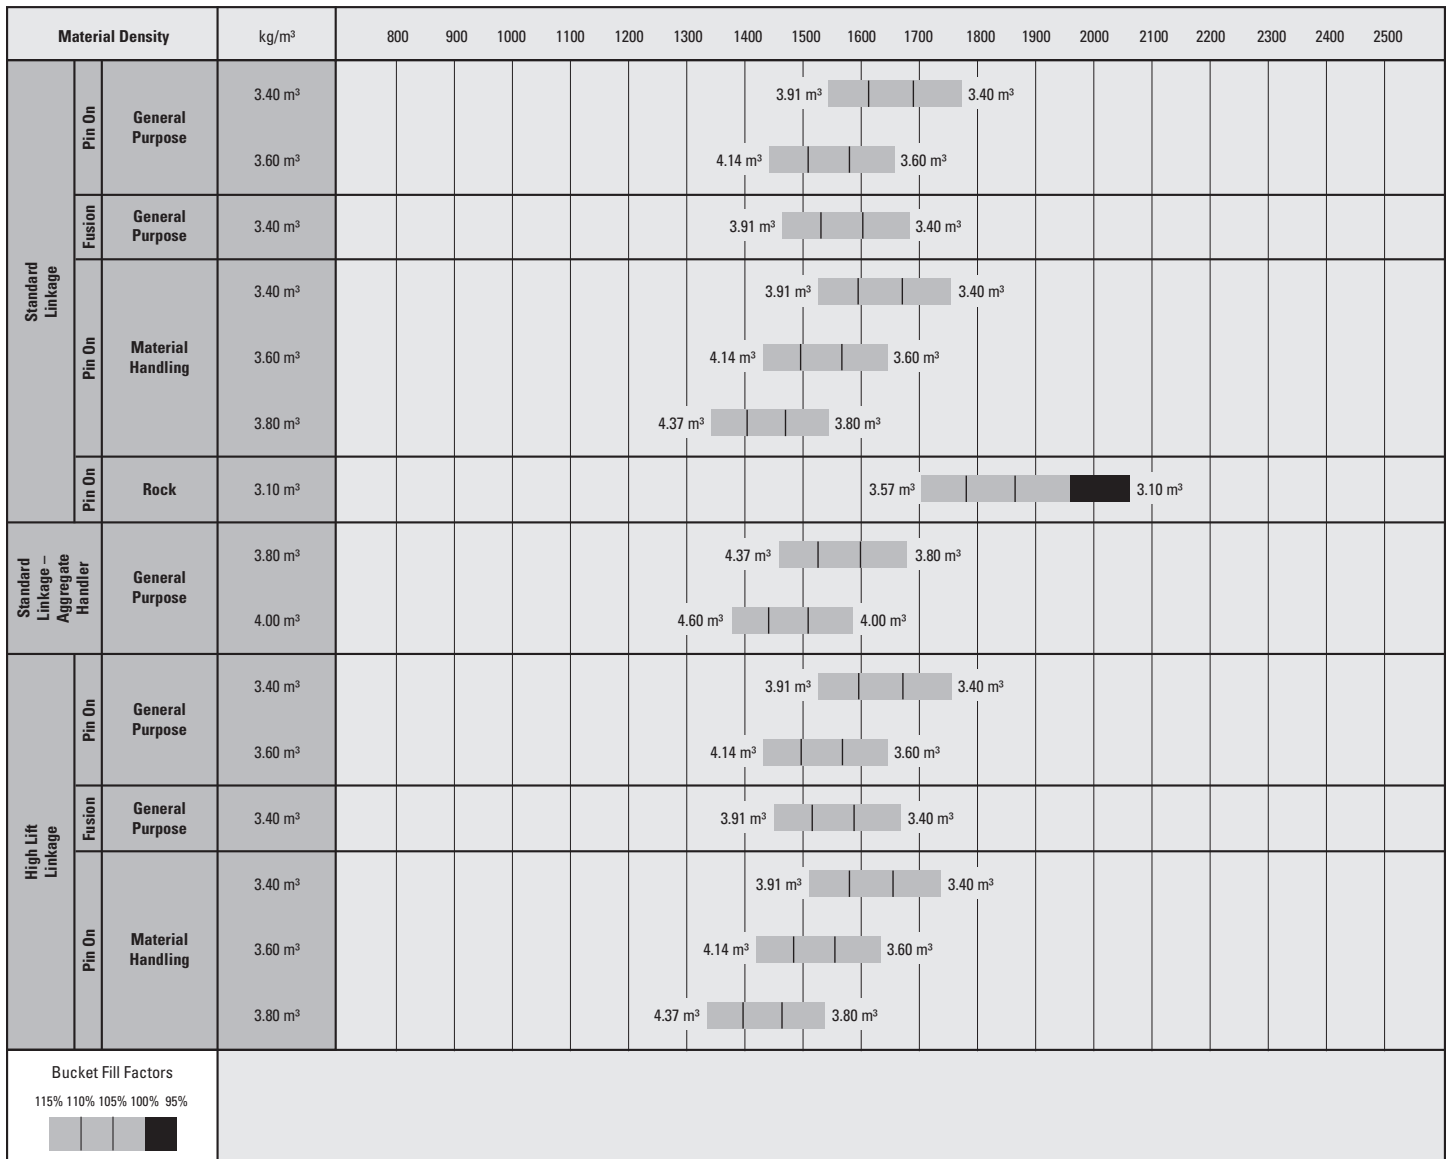 Material Density kg/m³ 800 900 1000 1100 1200 1300 1400 1500 1600 1700 1800 1900 2000 2100 2200 2300 2400 2500
Standard
Linkage
Pin On
General
Purpose
3.40 m³ 3.91 m³ 3.40 m³
3.60 m³ 4.14 m³ 3.60 m³
Fusion
General
Purpose
3.40 m³ 3.91 m³ 3.40 m³
Pin On
Material
Handling
3.40 m³ 3.91 m³ 3.40 m³
3.60 m³ 4.14 m³ 3.60 m³
3.80 m³ 4.37 m³ 3.80 m³
Pin On
Rock
3.10 m³ 3.57 m³ 3.10 m³
Standard
Linkage –
Aggregate
Handler
General
Purpose
3.80 m³ 4.37 m³ 3.80 m³
4.00 m³ 4.60 m³ 4.00 m³
High Lift
Linkage
Pin On
General
Purpose
3.40 m³ 3.91 m³ 3.40 m³
3.60 m³ 4.14 m³ 3.60 m³
Fusion
General
Purpose
3.40 m³ 3.91 m³ 3.40 m³
Pin On
Material
Handling
3.40 m³ 3.91 m³ 3.40 m³
3.60 m³ 4.14 m³ 3.60 m³
3.80 m³ 4.37 m³ 3.80 m³
Bucket Fill Factors
115% 110% 105% 100% 95%